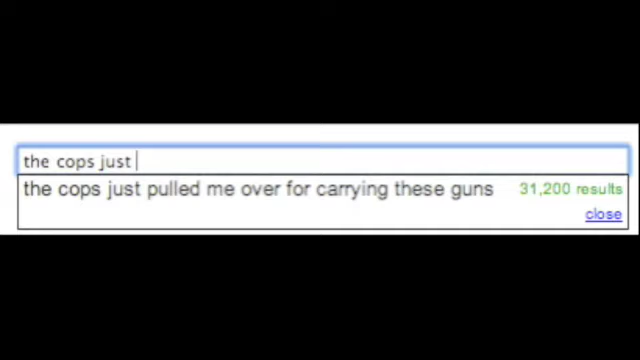 the cops just
the cops just pulled me over for carrying these guns 31,200 results
close